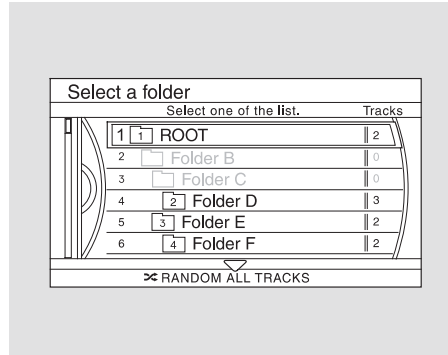 Select a folder
Select one of the list. Tracks
1 1 ROOT 2
2 Folder B 0
3 Folder C 0
4 2 Folder D 3
5 3 Folder E 2
6 4 Folder F 2
RANDOM ALL TRACKS